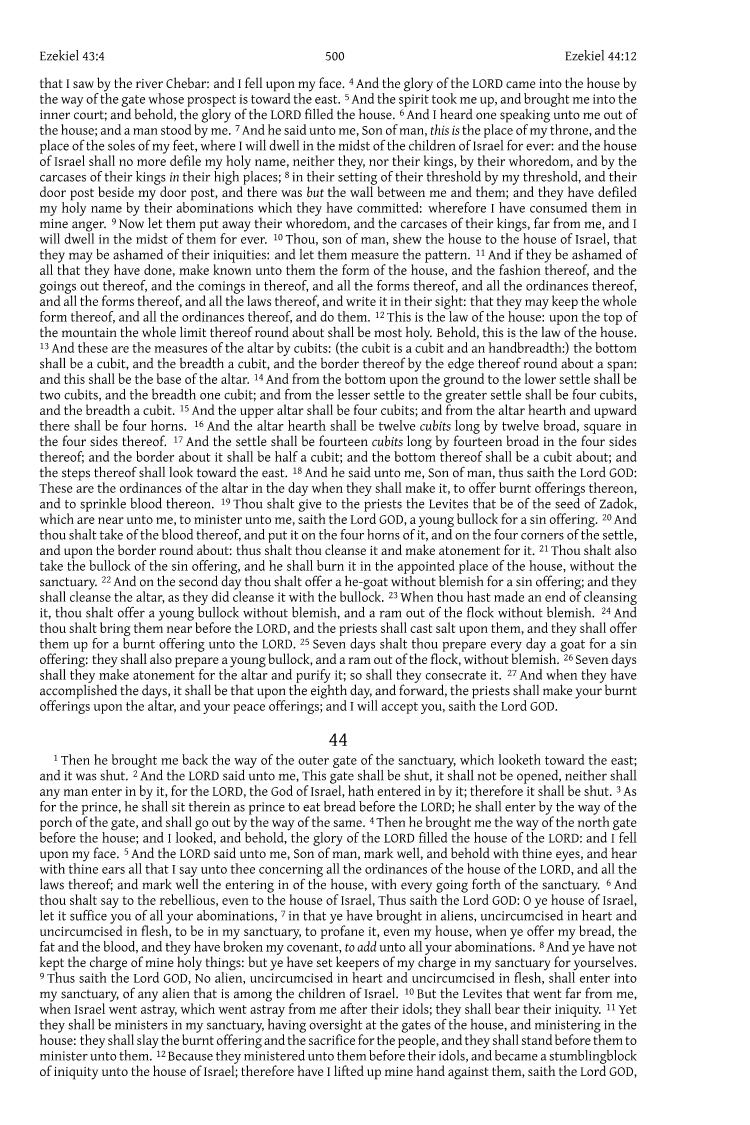 Ezekiel 43:4 500 Ezekiel 44:12
that I saw by the river Chebar: and I fell upon my face. 4 And the glory of the LORD came into the house by
the way of the gate whose prospect is toward the east. 5 And the spirit took me up, and brought me into the
inner court; and behold, the glory of the LORD filled the house. 6 And I heard one speaking unto me out of
the house; and a man stood by me. 7 And he said unto me, Son of man, this is the place of my throne, and the
place of the soles of my feet, where I will dwell in the midst of the children of Israel for ever: and the house
of Israel shall no more defile my holy name, neither they, nor their kings, by their whoredom, and by the
carcases of their kings in their high places; 8 in their setting of their threshold by my threshold, and their
door post beside my door post, and there was but the wall between me and them; and they have defiled
my holy name by their abominations which they have committed: wherefore I have consumed them in
mine anger. 9 Now let them put away their whoredom, and the carcases of their kings, far from me, and I
will dwell in the midst of them for ever. 10 Thou, son of man, shew the house to the house of Israel, that
they may be ashamed of their iniquities: and let them measure the pattern. 11 And if they be ashamed of
all that they have done, make known unto them the form of the house, and the fashion thereof, and the
goings out thereof, and the comings in thereof, and all the forms thereof, and all the ordinances thereof,
and all the forms thereof, and all the laws thereof, and write it in their sight: that they may keep the whole
form thereof, and all the ordinances thereof, and do them. 12 This is the law of the house: upon the top of
the mountain the whole limit thereof round about shall be most holy. Behold, this is the law of the house.
13 And these are the measures of the altar by cubits: (the cubit is a cubit and an handbreadth:) the bottom
shall be a cubit, and the breadth a cubit, and the border thereof by the edge thereof round about a span:
and this shall be the base of the altar. 14 And from the bottom upon the ground to the lower settle shall be
two cubits, and the breadth one cubit; and from the lesser settle to the greater settle shall be four cubits,
and the breadth a cubit. 15 And the upper altar shall be four cubits; and from the altar hearth and upward
there shall be four horns. 16 And the altar hearth shall be twelve cubits long by twelve broad, square in
the four sides thereof. 17 And the settle shall be fourteen cubits long by fourteen broad in the four sides
thereof; and the border about it shall be half a cubit; and the bottom thereof shall be a cubit about; and
the steps thereof shall look toward the east. 18 And he said unto me, Son of man, thus saith the Lord GOD:
These are the ordinances of the altar in the day when they shall make it, to offer burnt offerings thereon,
and to sprinkle blood thereon. 19 Thou shalt give to the priests the Levites that be of the seed of Zadok,
which are near unto me, to minister unto me, saith the Lord GOD, a young bullock for a sin offering. 20 And
thou shalt take of the blood thereof, and put it on the four horns of it, and on the four corners of the settle,
and upon the border round about: thus shalt thou cleanse it and make atonement for it. 21 Thou shalt also
take the bullock of the sin offering, and he shall burn it in the appointed place of the house, without the
sanctuary. 22 And on the second day thou shalt offer a he-goat without blemish for a sin offering; and they
shall cleanse the altar, as they did cleanse it with the bullock. 23 When thou hast made an end of cleansing
it, thou shalt offer a young bullock without blemish, and a ram out of the flock without blemish. 24 And
thou shalt bring them near before the LORD, and the priests shall cast salt upon them, and they shall offer
them up for a burnt offering unto the LORD. 25 Seven days shalt thou prepare every day a goat for a sin
offering: they shall also prepare a young bullock, and a ram out of the flock, without blemish. 26 Seven days
shall they make atonement for the altar and purify it; so shall they consecrate it. 27 And when they have
accomplished the days, it shall be that upon the eighth day, and forward, the priests shall make your burnt
offerings upon the altar, and your peace offerings; and I will accept you, saith the Lord GOD.
44
1 Then he brought me back the way of the outer gate of the sanctuary, which looketh toward the east;
and it was shut. 2 And the LORD said unto me, This gate shall be shut, it shall not be opened, neither shall
any man enter in by it, for the LORD, the God of Israel, hath entered in by it; therefore it shall be shut. 3 As
for the prince, he shall sit therein as prince to eat bread before the LORD; he shall enter by the way of the
porch of the gate, and shall go out by the way of the same. 4 Then he brought me the way of the north gate
before the house; and I looked, and behold, the glory of the LORD filled the house of the LORD: and I fell
upon my face. 5 And the LORD said unto me, Son of man, mark well, and behold with thine eyes, and hear
with thine ears all that I say unto thee concerning all the ordinances of the house of the LORD, and all the
laws thereof; and mark well the entering in of the house, with every going forth of the sanctuary. 6 And
thou shalt say to the rebellious, even to the house of Israel, Thus saith the Lord GOD: O ye house of Israel,
let it suffice you of all your abominations, 7 in that ye have brought in aliens, uncircumcised in heart and
uncircumcised in flesh, to be in my sanctuary, to profane it, even my house, when ye offer my bread, the
fat and the blood, and they have broken my covenant, to add unto all your abominations. 8 And ye have not
kept the charge of mine holy things: but ye have set keepers of my charge in my sanctuary for yourselves.
9 Thus saith the Lord GOD, No alien, uncircumcised in heart and uncircumcised in flesh, shall enter into
my sanctuary, of any alien that is among the children of Israel. 10 But the Levites that went far from me,
when Israel went astray, which went astray from me after their idols; they shall bear their iniquity. 11 Yet
they shall be ministers in my sanctuary, having oversight at the gates of the house, and ministering in the
house: they shall slay the burnt offering and the sacrifice for the people, and they shall stand before them to
minister unto them. 12 Because they ministered unto them before their idols, and became a stumblingblock
of iniquity unto the house of Israel; therefore have I lifted up mine hand against them, saith the Lord GOD,